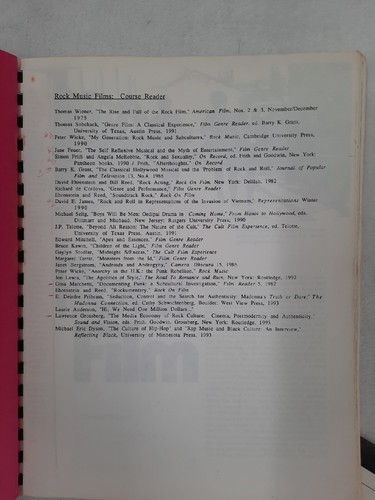 Rock Music Films: Course Reader
Thomas Wiener, "The Rise and Fall of the Rock Film," American Film, Nos. 2 & 3, November/December
1975
Thomas Sobchack, "Genre Film: A Classical Experience," Film Genre Reader, ed. Barry K. Grant,
University of Texas, Austin Press, 1991
Peter Wicke, "My Generation: Rock Music and Subcultures," Rock Music, Cambridge University Press,
1990
Jane Feuer, "The Self Reflective Musical and the Myth of Entertainment," Film Genre Reader
Simon Frith and Angela McRobbie, "Rock and Sexuality," On Record, ed. Frith and Goodwin, New York:
Pantheon books, 1990 / Frith, "Afterthoughts," On Record
Barry K. Grant, "The Classical Hollywood Musical and the Problem of Rock and Roll," Journal of Popular
Film and Television 13, No.4, 1986
David Ehrenstein and Bill Reed, "Rock Acting," Rock On Film, New York: Delilah, 1982
Richard de Cordova, "Genre and Performance," Film Genre Reader
Ehrenstein and Reed, "Soundtrack Rock," Rock On Film
David E. James, "Rock and Roll in Representations of the Invasion of Vietnam," Representations Winter
1990
Michael Selig, "Boys Will Be Men: Oedipal Drama in Coming Home," From Hanoi to Hollywood, eds.
Dittmar and Michaud, New Jersey: Rutgers University Press, 1990
J.P. Telotte, "Beyond All Reason: The Nature of the Cult," The Cult Film Experience, ed. Telotte,
University of Texas Press, Austin, 1991
Edward Mitchell, "Apes and Essences," Film Genre Reader
Bruce Kawin, "Children of the Light," Film Genre Reader
Gaylyn Studlar, "Midnight S/Excess," The Cult Film Experience
Margaret Tarrat, "Monsters from the Id," Film Genre Reader
Janet Bergstrom, "Androids and Androgyny," Camera Obscura 15, 1986
Peter Wicke, "Anarchy in the U.K.: the Punk Rebellion," Rock Music
Jon Lewis, "The Apolitics of Style," The Road To Romance and Ruin, New York: Routledge, 1992
Gina Marchetti, "Documenting Punk: a Subcultural Investigation," Film Reader 5, 1982
Ehrenstein and Reed, "Rockumentary," Rock On Film
E. Deirdre Pribram, "Seduction, Control and the Search for Authenticity: Madonna's Truth or Dare," The
Madonna Connection, ed. Cathy Schwichtenberg, Boulder: West View Press, 1993
Laurie Anderson, "Hi, We Need One Million Dollars..."
Lawrence Grossberg, "The Media Economy of Rock Culture: Cinema, Postmodernity and Authenticity
Sound and Vision, eds. Frith, Goodwin, Grossberg, New York: Routledge, 1993
Michael Eric Dyson, "The Culture of Hip-Hop" and "Rap Music and Black Culture: An Interview,"
Reflecting Black, University of Minnesota Press, 1993